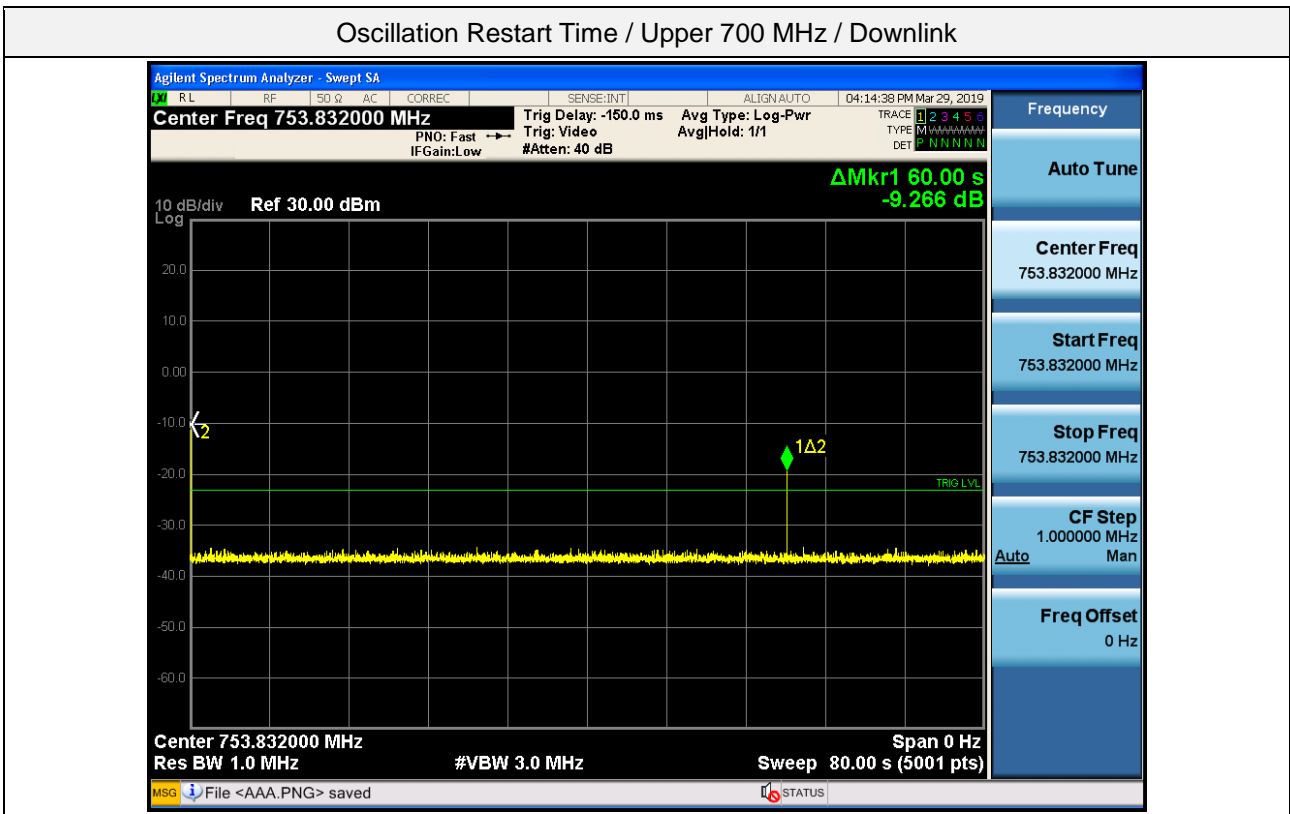 Oscillation Restart Time / Upper 700 MHz / Downlink
Agilent Spectrum Analyzer - Swept SA
LXI RL RF 50 Ω AC CORREC SENSE:INT ALIGN AUTO 04:14:38 PM Mar 29, 2019
Center Freq 753.832000 MHz
PNO: Fast
IFGain:Low
Trig Delay: -150.0 ms
Trig: Video
#Atten: 40 dB
Avg Type: Log-Pwr
Avg|Hold: 1/1
TRACE 1 2 3 4 5 6
TYPE M WWWWW
DET P N N N N N
ΔMkr1 60.00 s
-9.266 dB
10 dB/div Ref 30.00 dBm
Log
20.0
10.0
0.00
-10.0
-20.0
-30.0
-40.0
-50.0
-60.0
2
1Δ2
TRIG LVL
Center 753.832000 MHz Span 0 Hz
Res BW 1.0 MHz #VBW 3.0 MHz Sweep 80.00 s (5001 pts)
MSG File <AAA.PNG> saved STATUS
Frequency
Auto Tune
Center Freq
753.832000 MHz
Start Freq
753.832000 MHz
Stop Freq
753.832000 MHz
CF Step
1.000000 MHz
Auto Man
Freq Offset
0 Hz